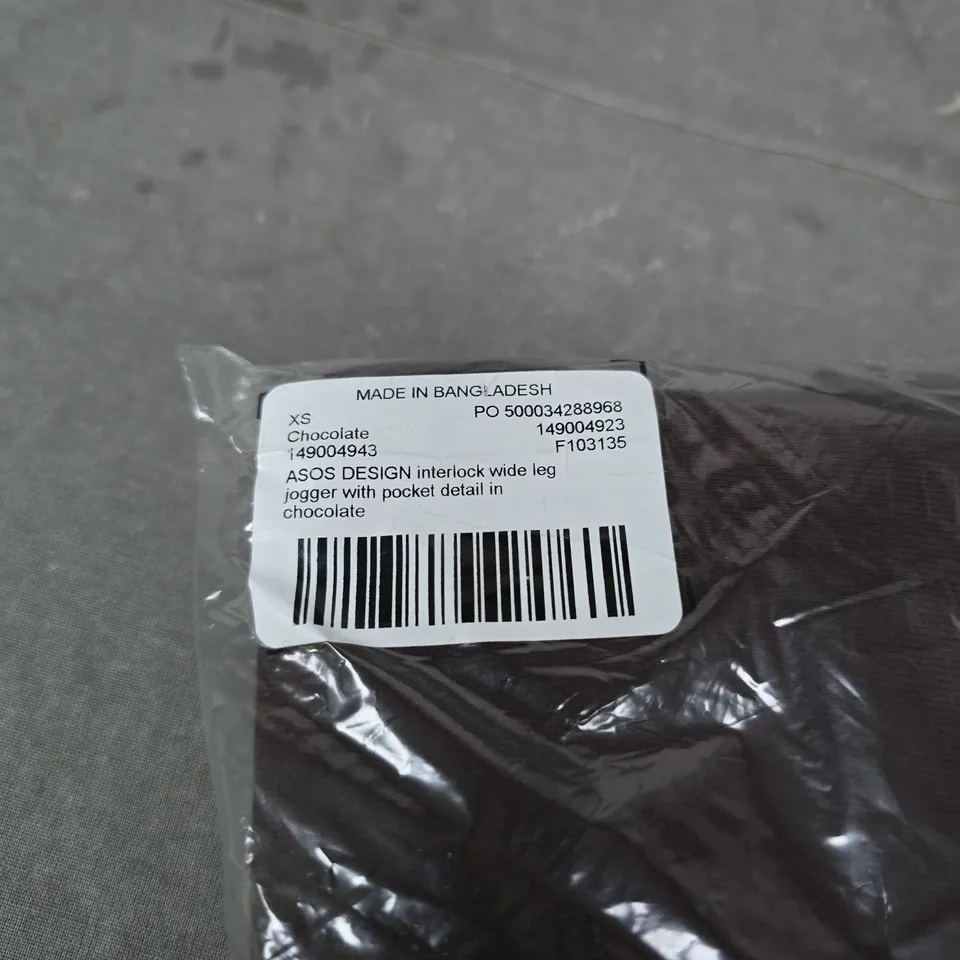 MADE IN BANGLADESH
XS PO 500034288968
Chocolate 149004923
149004943 F103135
ASOS DESIGN interlock wide leg
jogger with pocket detail in
chocolate